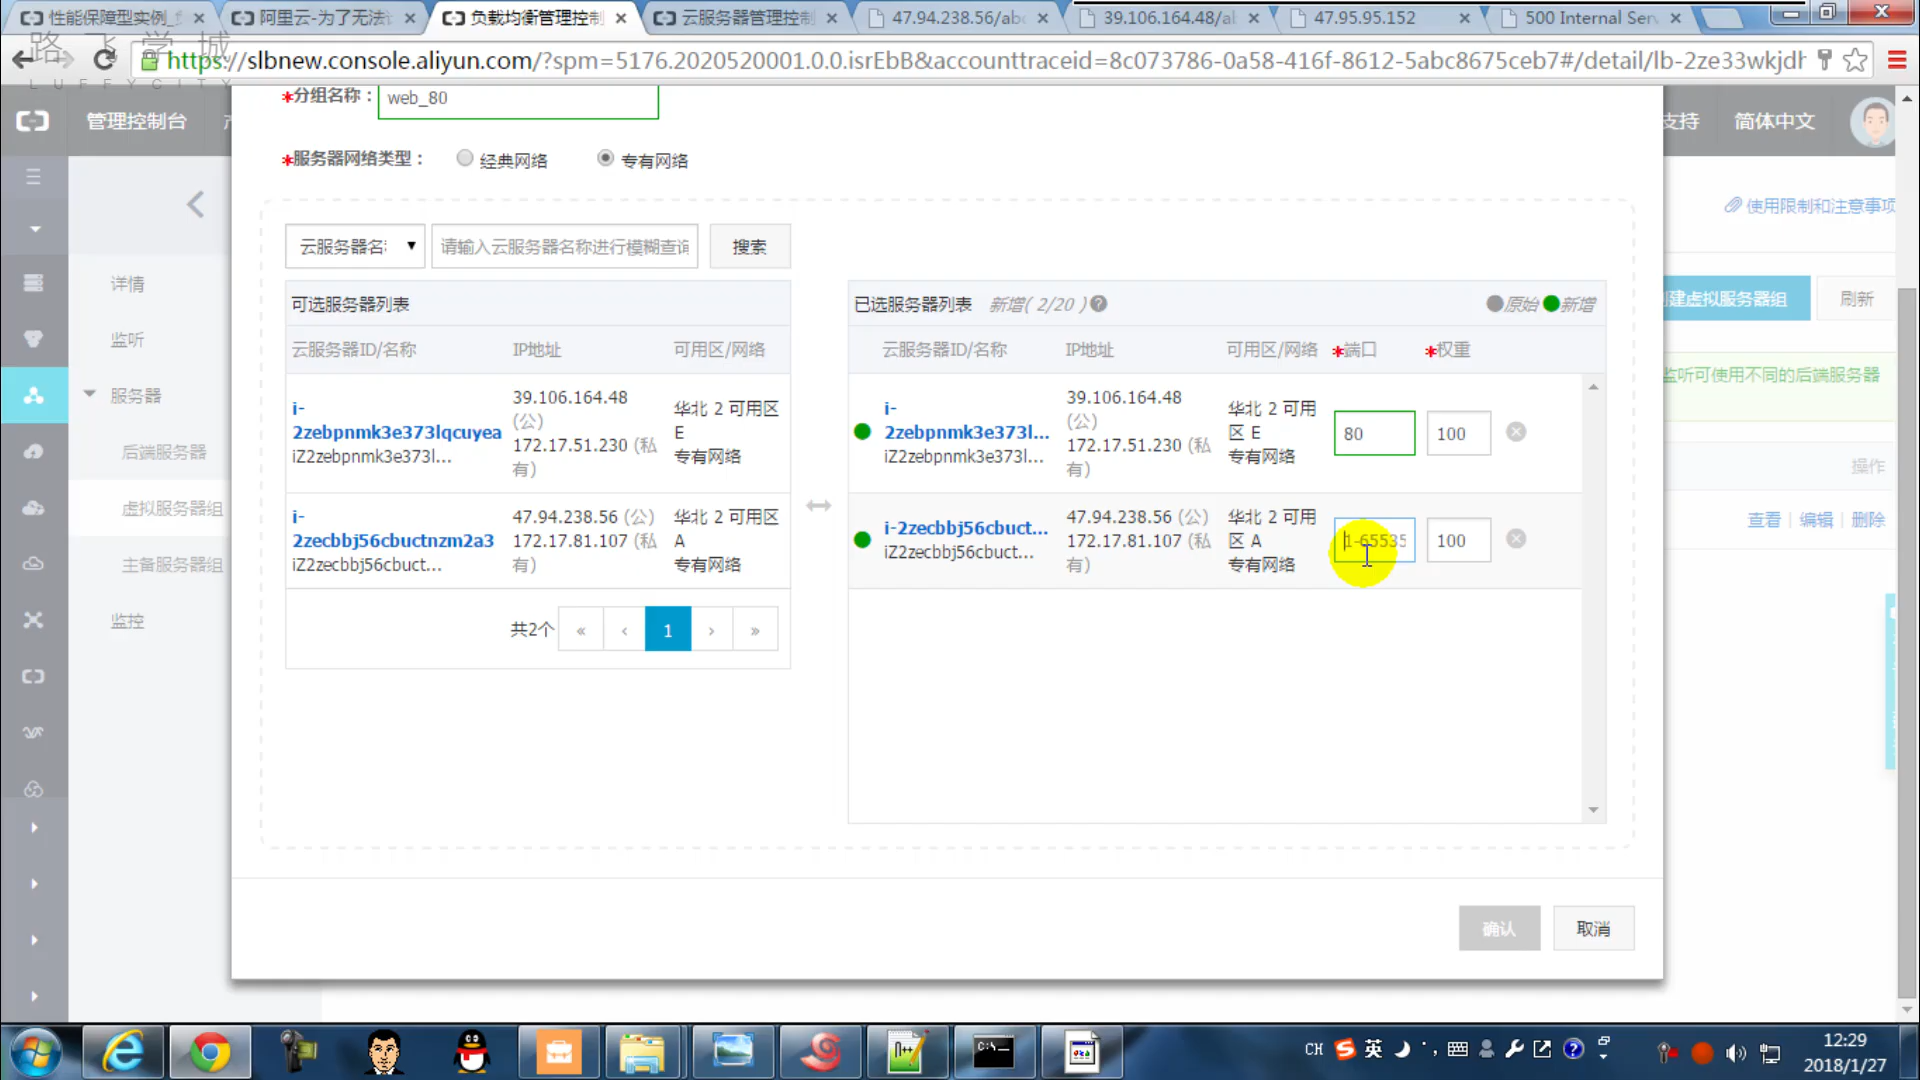 性能保障型实例_负
阿里云-为了无法计
负载均衡管理控制
云服务器管理控制
47.94.238.56/abc
39.106.164.48/al
47.95.95.152
500 Internal Serv
路飞学城
LUFFYCITY
https://slbnew.console.aliyun.com/?spm=5176.2020520001.0.0.isrEbB&accounttraceid=8c073786-0a58-416f-8612-5abc8675ceb7#/detail/lb-2ze33wkjdh
管理控制台
支持
简体中文
*分组名称：
web_80
*服务器网络类型：
经典网络
专有网络
使用限制和注意事项
云服务器名称
请输入云服务器名称进行模糊查询
搜索
创建虚拟服务器组
刷新
详情
监听
服务器
后端服务器
虚拟服务器组
主备服务器组
监控
可选服务器列表
云服务器ID/名称
IP地址
可用区/网络
i-
2zebpnmk3e373lqcuyea
iZ2zebpnmk3e373l...
39.106.164.48
(公)
172.17.51.230 (私
有)
华北 2 可用区
E
专有网络
i-
2zecbbj56cbuctnzm2a3
iZ2zecbbj56cbuct...
47.94.238.56 (公)
172.17.81.107 (私
有)
华北 2 可用区
A
专有网络
共2个
«
‹
1
›
»
已选服务器列表
新增( 2/20 )
?
原始
新增
云服务器ID/名称
IP地址
可用区/网络
*端口
*权重
i-
2zebpnmk3e373l...
iZ2zebpnmk3e373l...
39.106.164.48
(公)
172.17.51.230 (私
有)
华北 2 可用
区 E
专有网络
80
100
i-2zecbbj56cbuct...
iZ2zecbbj56cbuct...
47.94.238.56 (公)
172.17.81.107 (私
有)
华北 2 可用
区 A
专有网络
1-65535
100
监听可使用不同的后端服务器
操作
查看
编辑
删除
确认
取消
CH
英
12:29
2018/1/27